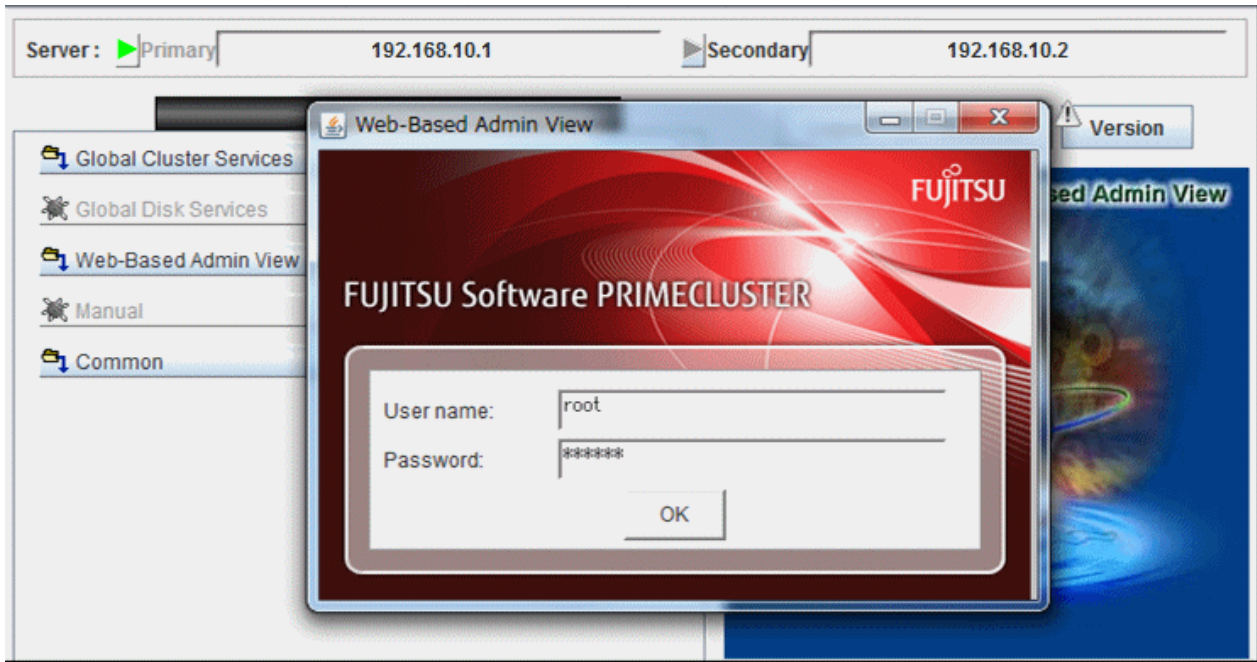 Server : Primary 192.168.10.1 Secondary 192.168.10.2
Web-Based Admin View
Version
Global Cluster Services
Global Disk Services
Web-Based Admin View
Manual
Common
FUJITSU
sed Admin View
FUJITSU Software PRIMECLUSTER
User name: root
Password: ******
OK